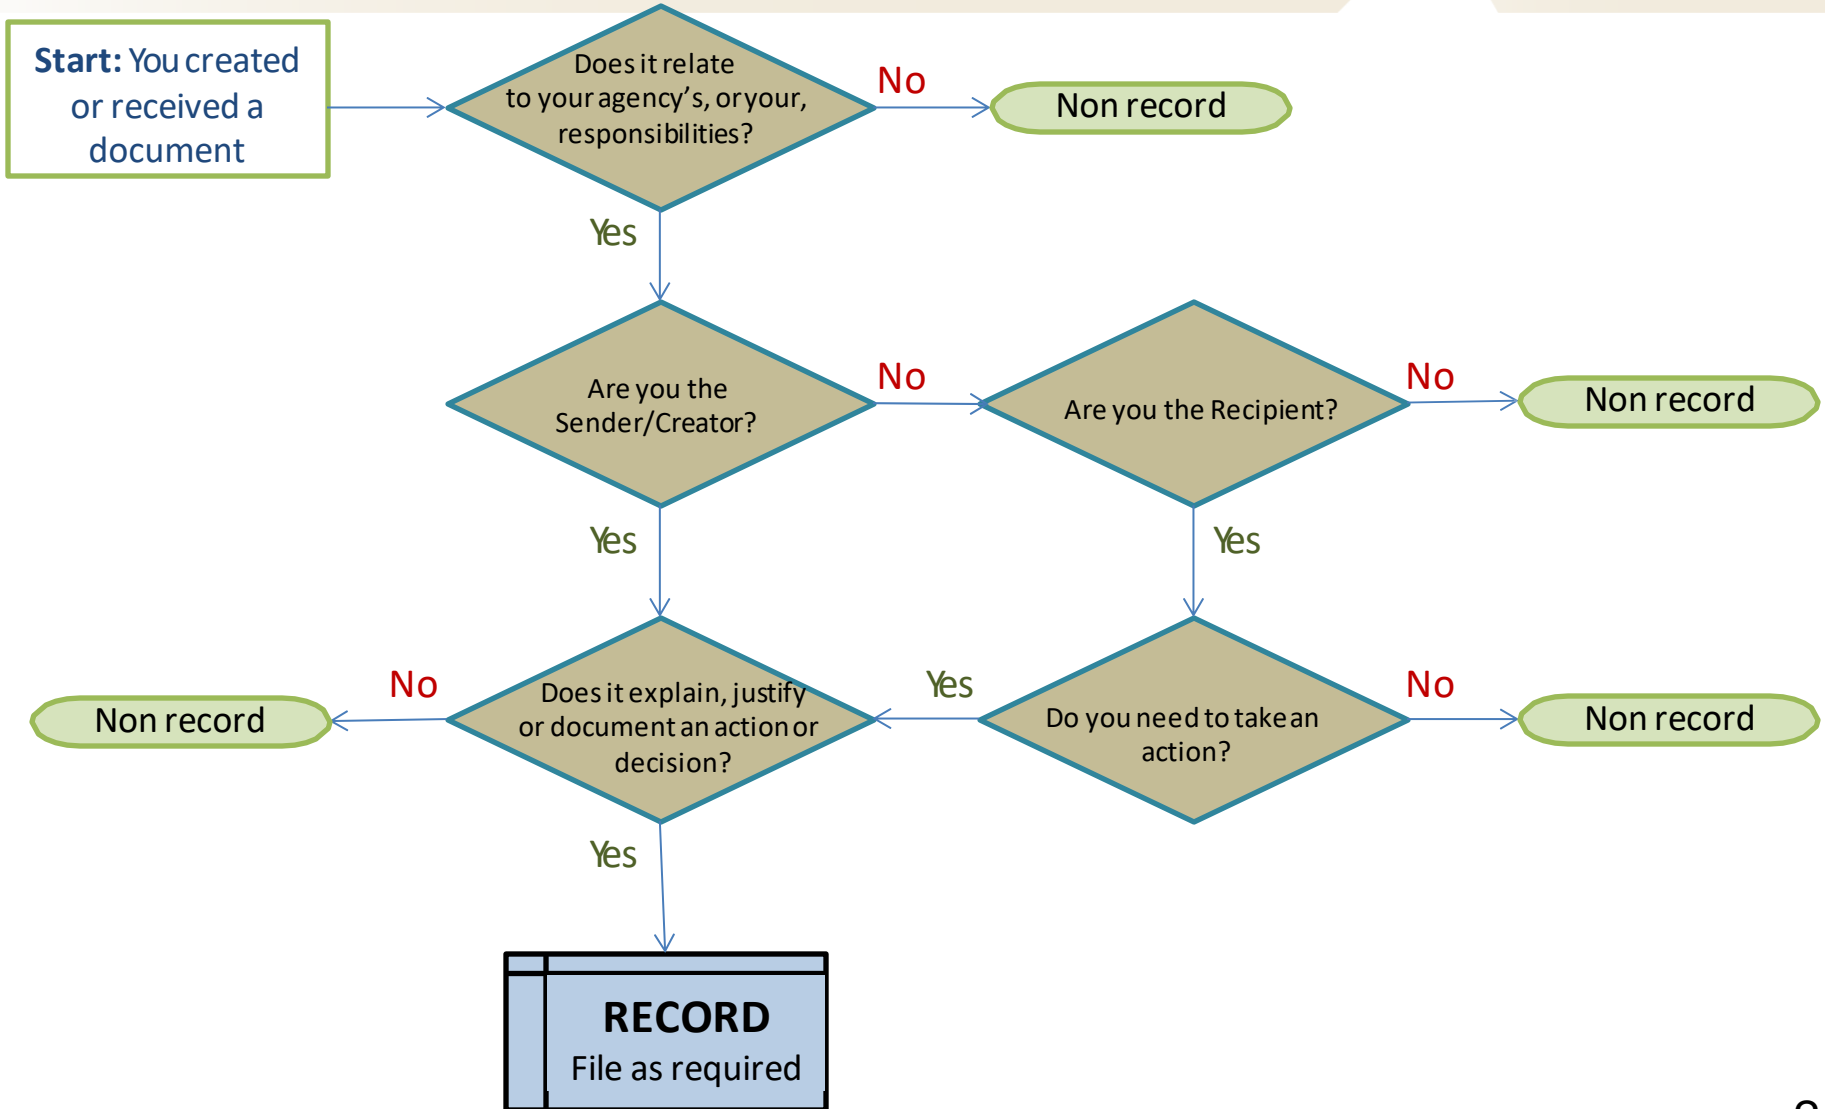 Start: You created
or received a
document
Does it relate
to your agency's, or your,
responsibilities?
No
Non record
Yes
Are you the
Sender/Creator?
No
Are you the Recipient?
No
Non record
Yes
Yes
Non record
No
Does it explain, justify
or document an action or
decision?
Yes
Do you need to take an
action?
No
Non record
Yes
RECORD
File as required